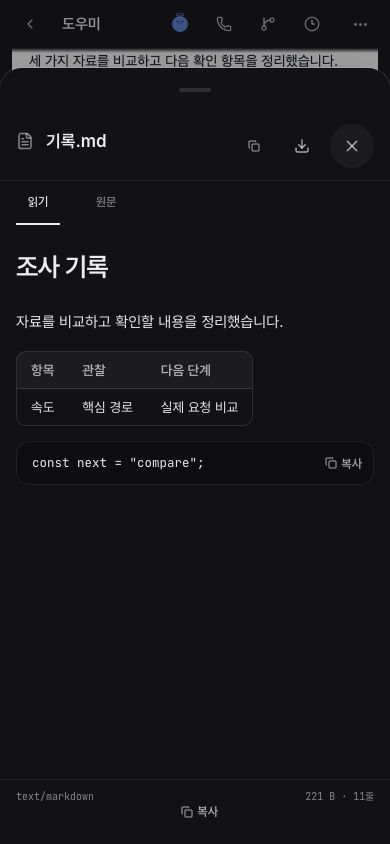 도우미
세 가지 자료를 비교하고 다음 확인 항목을 정리했습니다.
기록.md
읽기 원문
조사 기록
자료를 비교하고 확인할 내용을 정리했습니다.
항목 관찰 다음 단계
속도 핵심 경로 실제 요청 비교
const next = "compare"; 복사
text/markdown 221 B · 11줄
복사